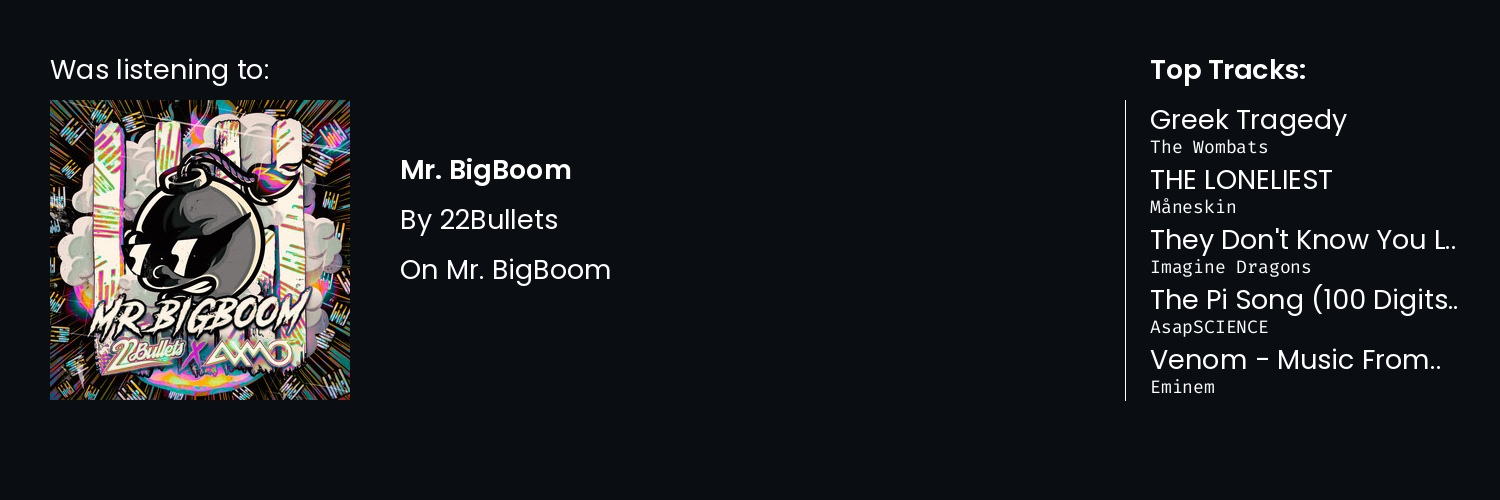 Was listening to:
MR.BIGBOOM
22Bullets X AXMO
Mr. BigBoom
By 22Bullets
On Mr. BigBoom
Top Tracks:
Greek Tragedy
The Wombats
THE LONELIEST
Måneskin
They Don't Know You L..
Imagine Dragons
The Pi Song (100 Digits..
AsapSCIENCE
Venom - Music From..
Eminem